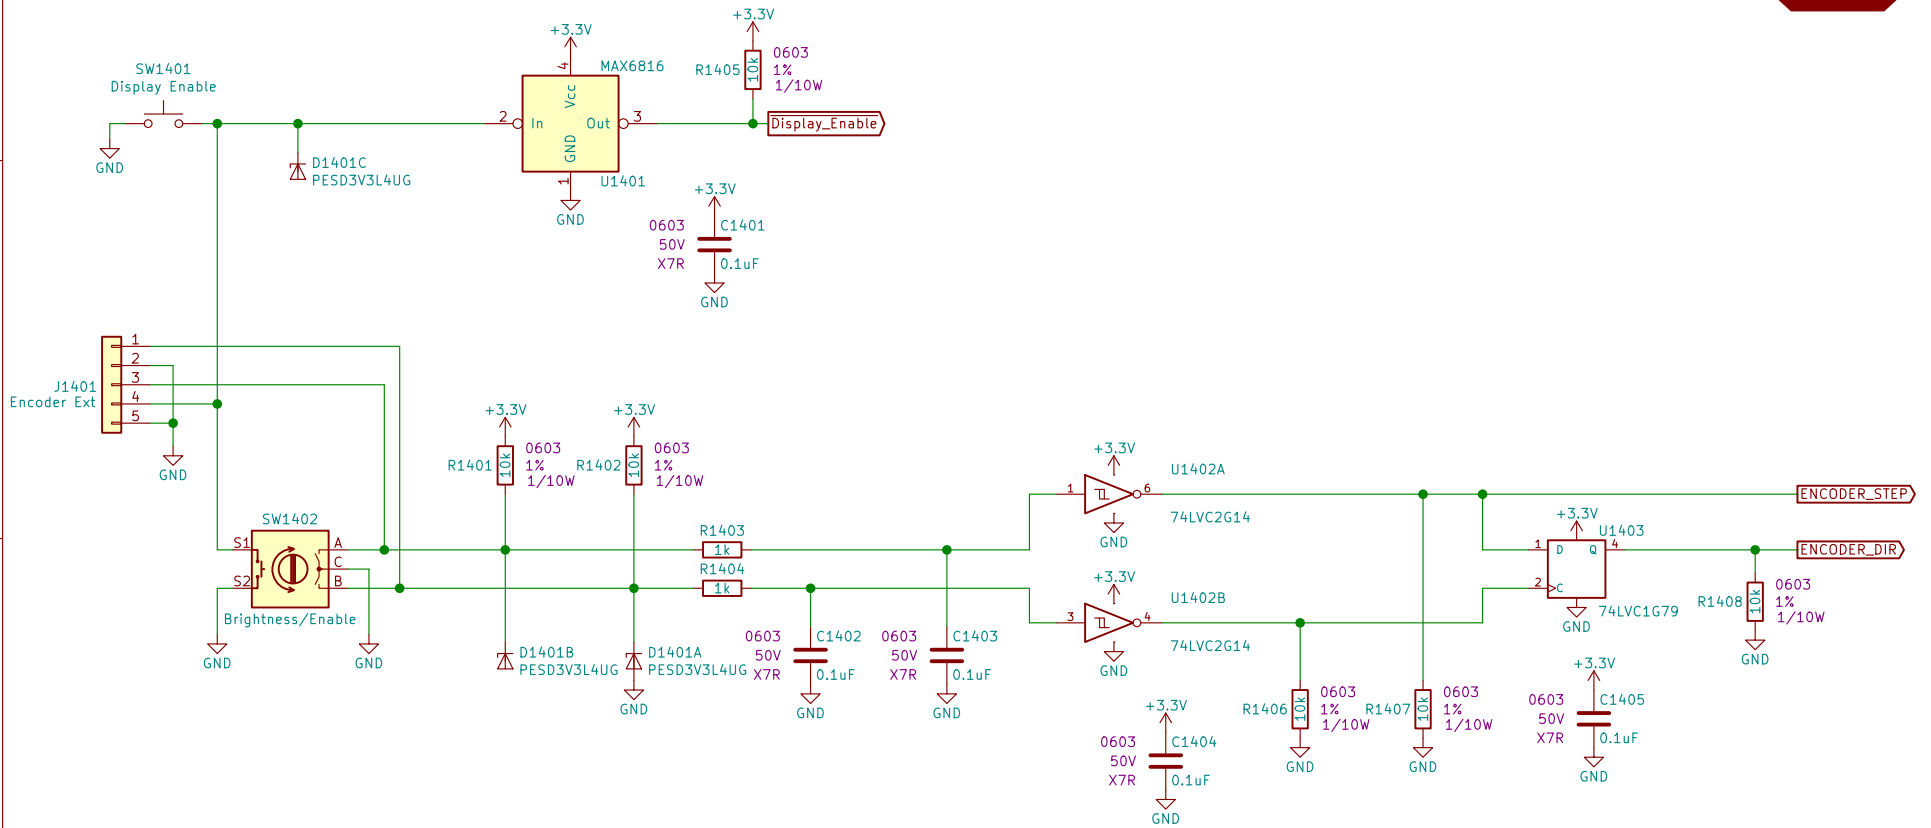 +3.3V
SW1401
Display Enable
GND
D1401C
PESD3V3L4UG
+3.3V
4
MAX6816
Vcc
2
In
Out
3
GND
1
U1401
GND
R1405
10k
0603
1%
1/10W
Display_Enable
+3.3V
0603
50V
X7R
C1401
0.1uF
GND
J1401
Encoder Ext
1
2
3
4
5
GND
SW1402
S1
S2
A
C
B
Brightness/Enable
GND
GND
+3.3V
R1401
10k
0603
1%
1/10W
+3.3V
R1402
10k
0603
1%
1/10W
R1403
1k
R1404
1k
D1401B
PESD3V3L4UG
D1401A
PESD3V3L4UG
GND
0603
50V
X7R
C1402
0.1uF
GND
0603
50V
X7R
C1403
0.1uF
GND
+3.3V
U1402A
1
6
74LVC2G14
GND
+3.3V
U1402B
3
4
74LVC2G14
GND
+3.3V
0603
50V
X7R
C1404
0.1uF
GND
R1406
10k
0603
1%
1/10W
GND
R1407
10k
0603
1%
1/10W
GND
ENCODER_STEP
+3.3V
U1403
1
D
Q
4
2
C
74LVC1G79
GND
ENCODER_DIR
R1408
10k
0603
1%
1/10W
GND
+3.3V
0603
50V
X7R
C1405
0.1uF
GND